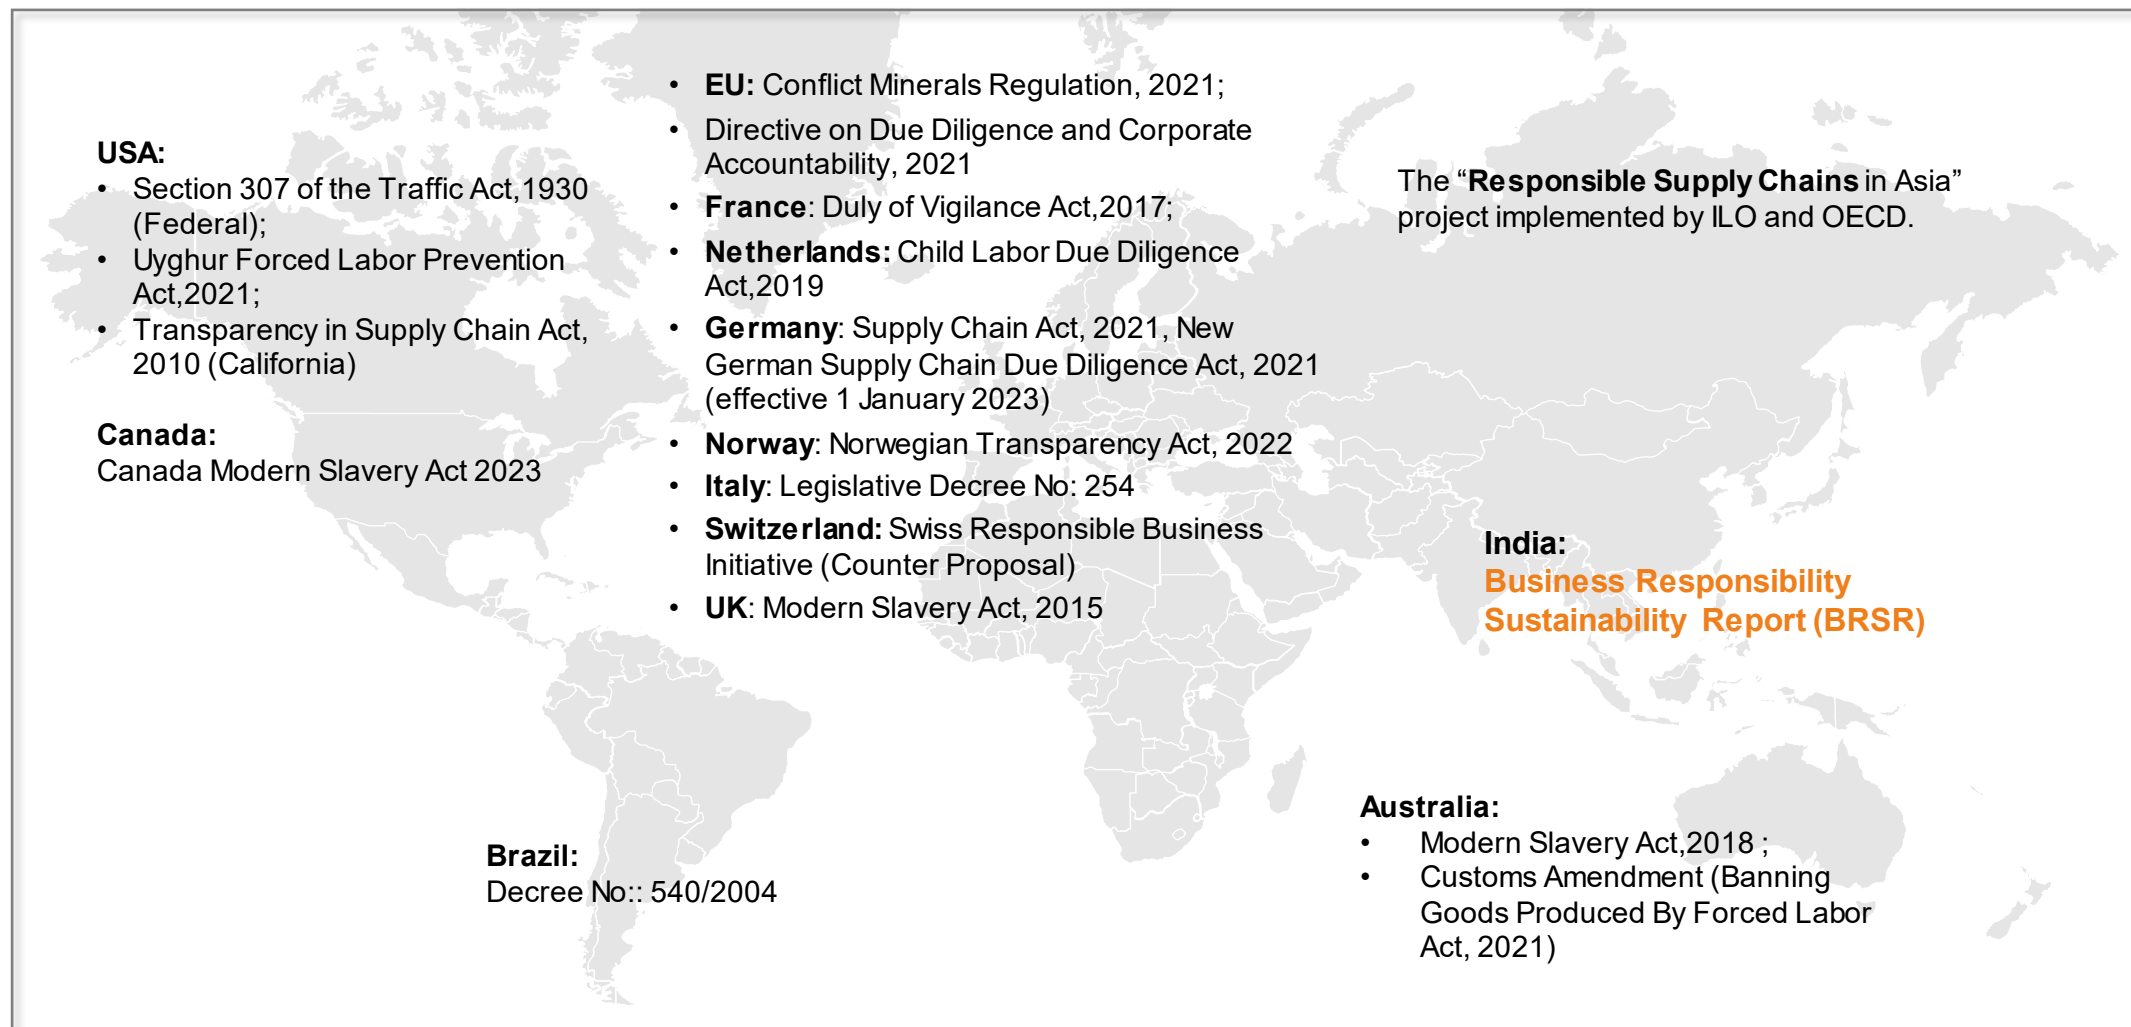 USA:
• Section 307 of the Traffic Act,1930
(Federal);
• Uyghur Forced Labor Prevention
Act,2021;
• Transparency in Supply Chain Act,
2010 (California)
Canada:
Canada Modern Slavery Act 2023
• EU: Conflict Minerals Regulation, 2021;
• Directive on Due Diligence and Corporate
Accountability, 2021
• France: Duly of Vigilance Act,2017;
• Netherlands: Child Labor Due Diligence
Act,2019
• Germany: Supply Chain Act, 2021, New
German Supply Chain Due Diligence Act, 2021
(effective 1 January 2023)
• Norway: Norwegian Transparency Act, 2022
• Italy: Legislative Decree No: 254
• Switzerland: Swiss Responsible Business
Initiative (Counter Proposal)
• UK: Modern Slavery Act, 2015
The “Responsible Supply Chains in Asia”
project implemented by ILO and OECD.
India:
Business Responsibility
Sustainability Report (BRSR)
Brazil:
Decree No:: 540/2004
Australia:
• Modern Slavery Act,2018 ;
• Customs Amendment (Banning
Goods Produced By Forced Labor
Act, 2021)